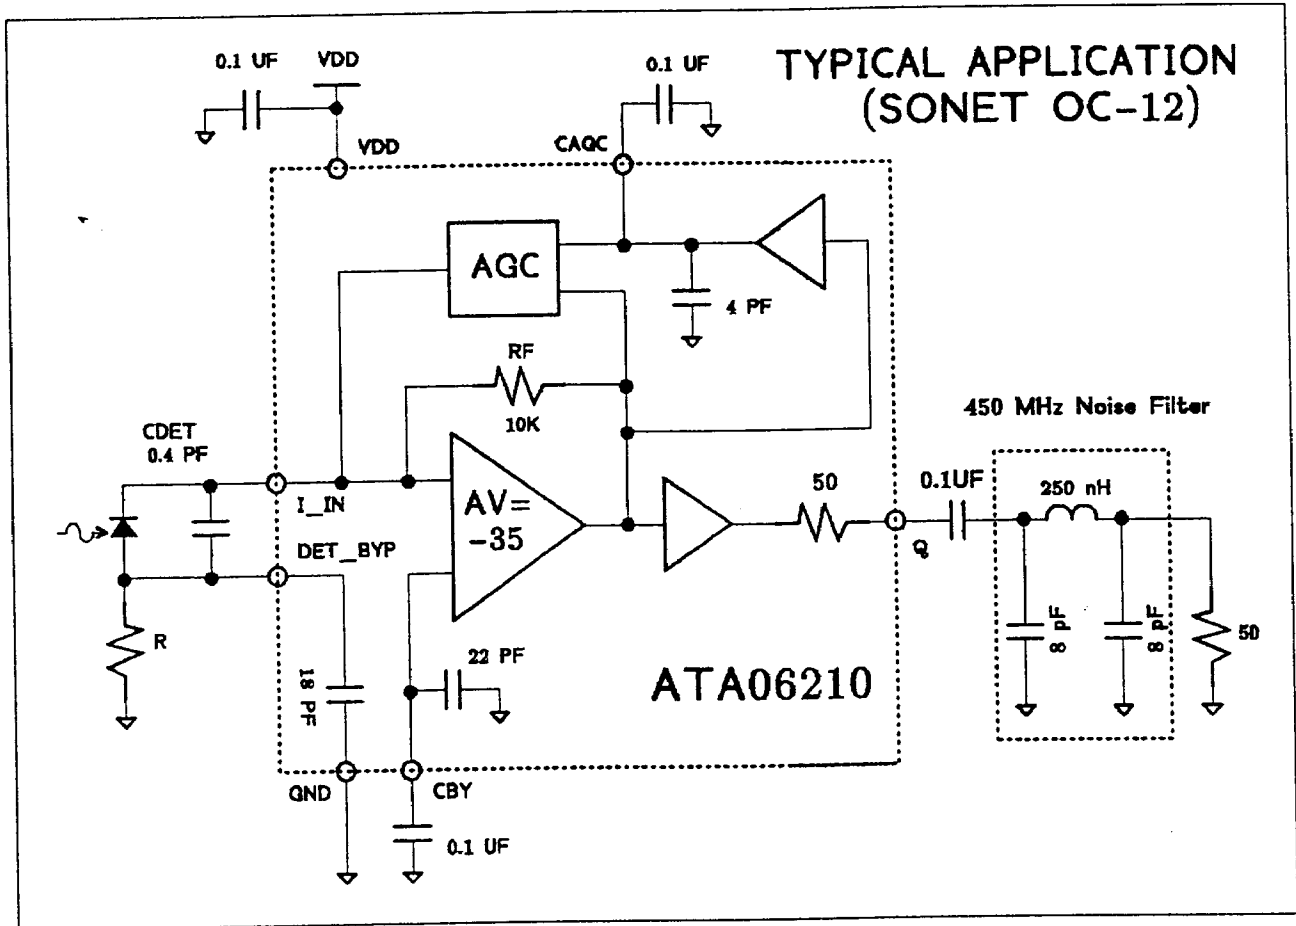 TYPICAL APPLICATION
(SONET OC-12)
0.1 UF
VDD
0.1 UF
VDD
CAGC
AGC
4 PF
RF
10K
450 MHz Noise Filter
CDET
0.4 PF
I_IN
AV=
-35
50
0.1UF
250 nH
DET_BYP
Q
R
18 PF
22 PF
ATA06210
8 PF
8 PF
50
GND
CBY
0.1 UF